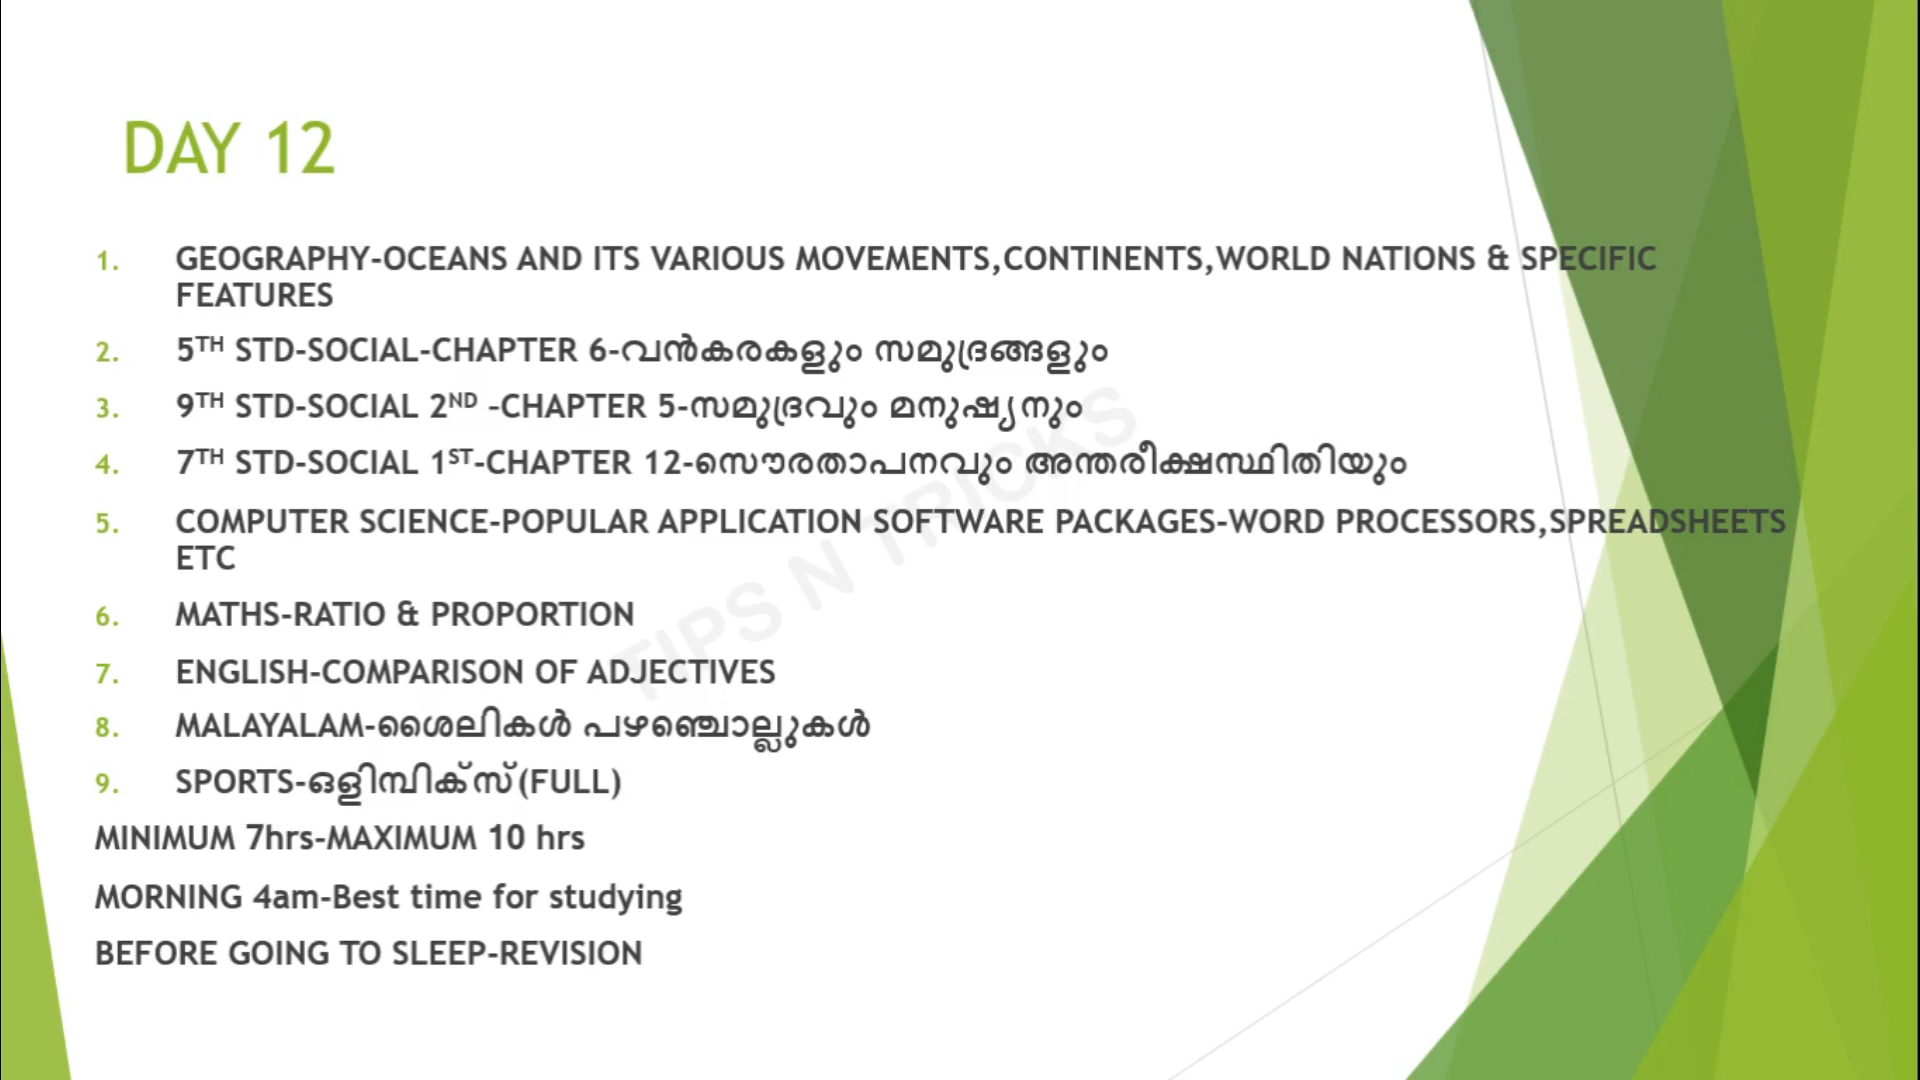 DAY 12
1. GEOGRAPHY-OCEANS AND ITS VARIOUS MOVEMENTS,CONTINENTS,WORLD NATIONS & SPECIFIC
FEATURES
2. 5TH STD-SOCIAL-CHAPTER 6-വൻകരകളും സമുദ്രങ്ങളും
3. 9TH STD-SOCIAL 2ND –CHAPTER 5-സമുദ്രവും മനുഷ്യനും
4. 7TH STD-SOCIAL 1ST-CHAPTER 12-സൌരതാപനവും അന്തരീക്ഷസ്ഥിതിയും
5. COMPUTER SCIENCE-POPULAR APPLICATION SOFTWARE PACKAGES-WORD PROCESSORS,SPREADSHEETS
ETC
6. MATHS-RATIO & PROPORTION
7. ENGLISH-COMPARISON OF ADJECTIVES
8. MALAYALAM-ശൈലികൾ പഴഞ്ചൊല്ലുകൾ
9. SPORTS-ഒളിമ്പിക്സ്(FULL)
MINIMUM 7hrs-MAXIMUM 10 hrs
MORNING 4am-Best time for studying
BEFORE GOING TO SLEEP-REVISION
TIPS N TRICKS